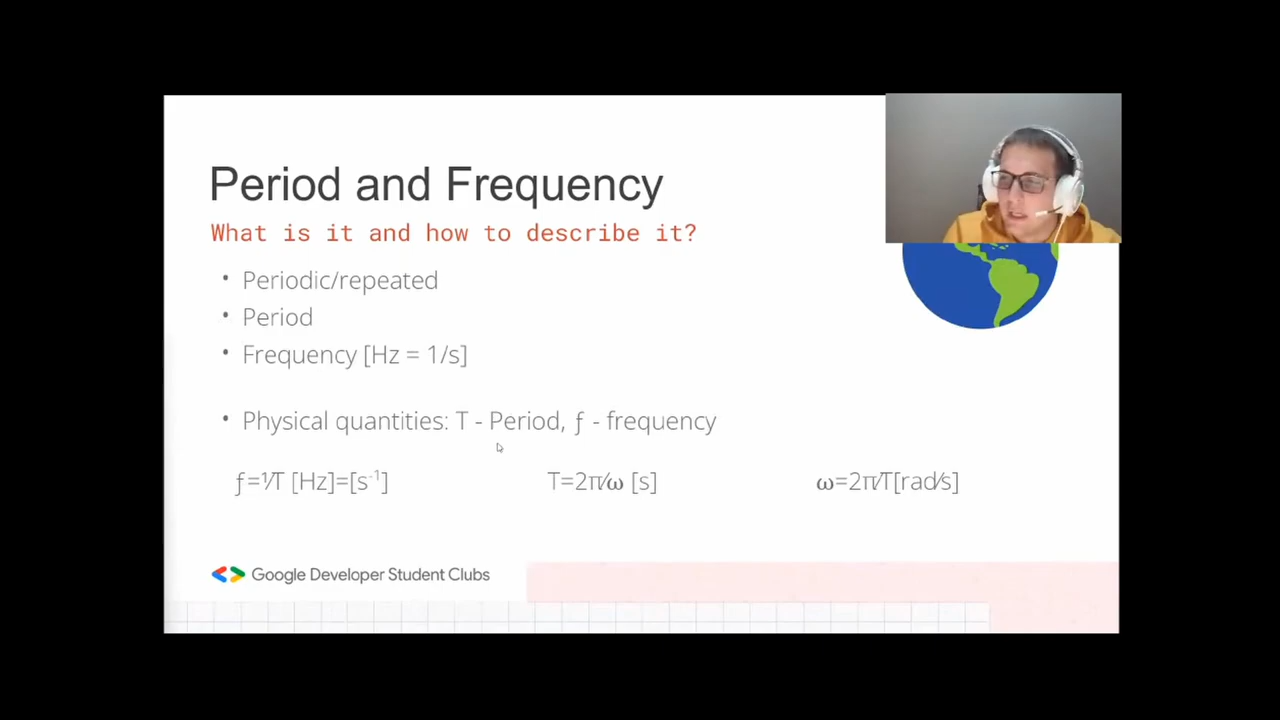 Period and Frequency
What is it and how to describe it?
• Periodic/repeated
• Period
• Frequency [Hz = 1/s]
• Physical quantities: T - Period, ƒ - frequency
ƒ=¹⁄T [Hz]=[s⁻¹] T=2π⁄ω [s] ω=2π⁄T[rad⁄s]
Google Developer Student Clubs